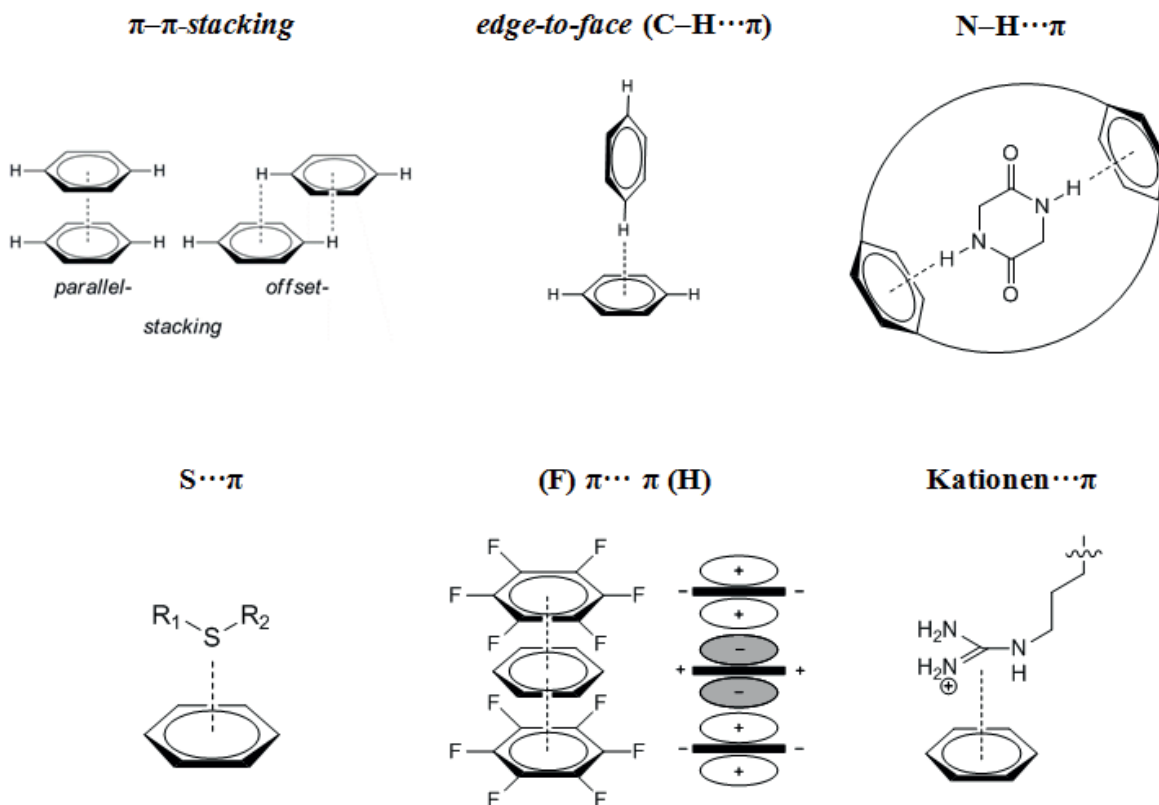 π–π-stacking
edge-to-face (C–H···π)
N–H···π
H
H
H
H
H
H
H
H
parallel-
offset-
stacking
H
H
H
H
O
H
N
N
H
O
S···π
(F) π··· π (H)
Kationen···π
R1
S
R2
F
F
F
F
F
F
F
F
F
F
F
F
+
-
-
+
-
+
+
-
+
-
-
+
H2N
H2N
+
N
H